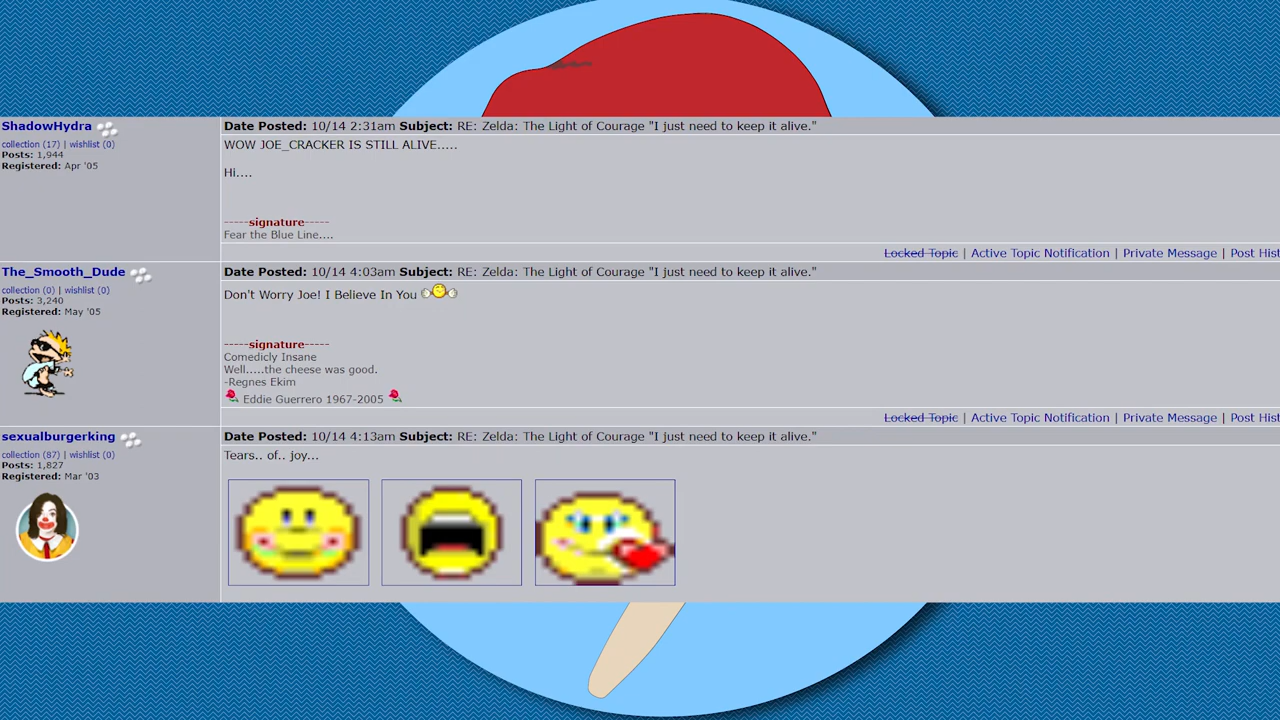 ShadowHydra
collection (17) | wishlist (0)
Posts: 1,944
Registered: Apr '05
Date Posted: 10/14 2:31am Subject: RE: Zelda: The Light of Courage "I just need to keep it alive."
WOW JOE_CRACKER IS STILL ALIVE.....
Hi....
-----signature-----
Fear the Blue Line....
Locked Topic | Active Topic Notification | Private Message | Post Hist
The_Smooth_Dude
collection (0) | wishlist (0)
Posts: 3,240
Registered: May '05
Date Posted: 10/14 4:03am Subject: RE: Zelda: The Light of Courage "I just need to keep it alive."
Don't Worry Joe! I Believe In You
-----signature-----
Comedicly Insane
Well.....the cheese was good.
-Regnes Ekim
Eddie Guerrero 1967-2005
Locked Topic | Active Topic Notification | Private Message | Post Hist
sexualburgerking
collection (87) | wishlist (0)
Posts: 1,827
Registered: Mar '03
Date Posted: 10/14 4:13am Subject: RE: Zelda: The Light of Courage "I just need to keep it alive."
Tears.. of.. joy...